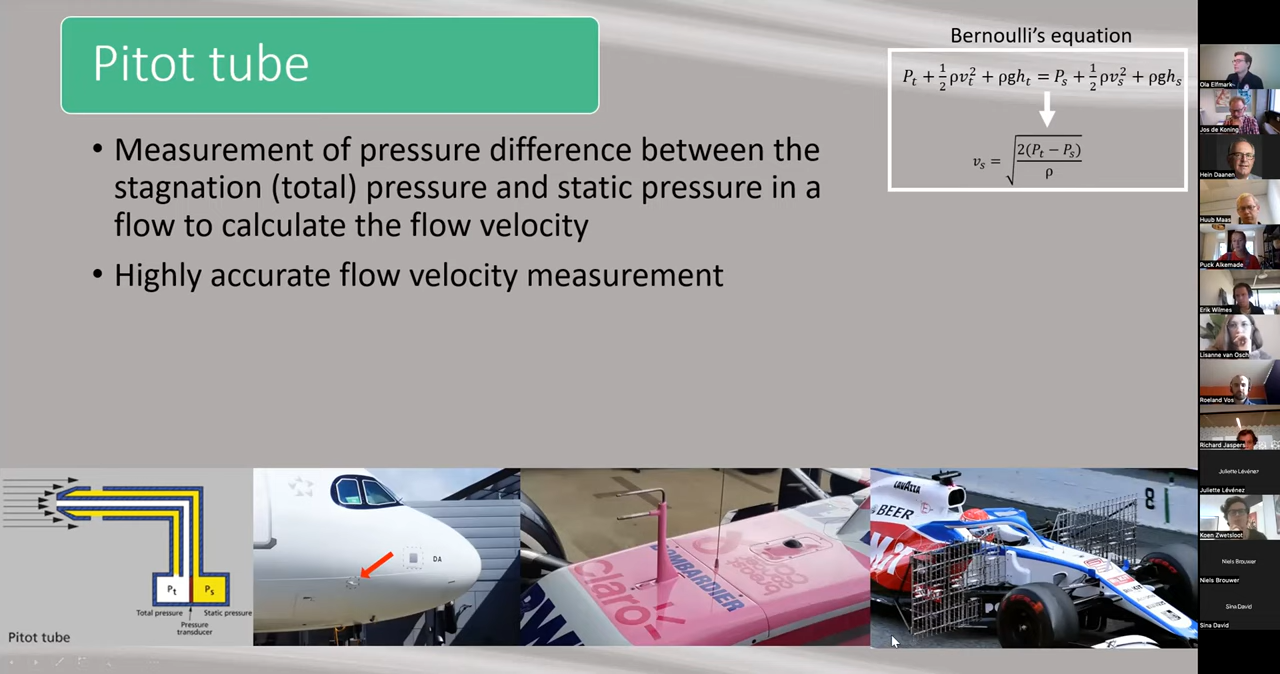 Pitot tube
• Measurement of pressure difference between the
stagnation (total) pressure and static pressure in a
flow to calculate the flow velocity
• Highly accurate flow velocity measurement
Bernoulli's equation
Pₜ + ½ρvₜ² + ρghₜ = Pₛ + ½ρvₛ² + ρghₛ
vₛ = √(2(Pₜ − Pₛ)/ρ)
Pₜ Pₛ
Total pressure Static pressure
Pressure
transducer
Pitot tube
DA
Claro
BOMBARDIER
LAVAZZA
BEER
8
Ola Elfmark
Jos de Koning
Hein Daanen
Huub Maas
Puck Alkemade
Erik Wilmes
Lisanne van Osch
Roeland Vos
Richard Jaspers
Juliette Lévénez
Juliette Lévénez
Koen Zwetsloot
Niels Brouwer
Niels Brouwer
Sina David
Sina David